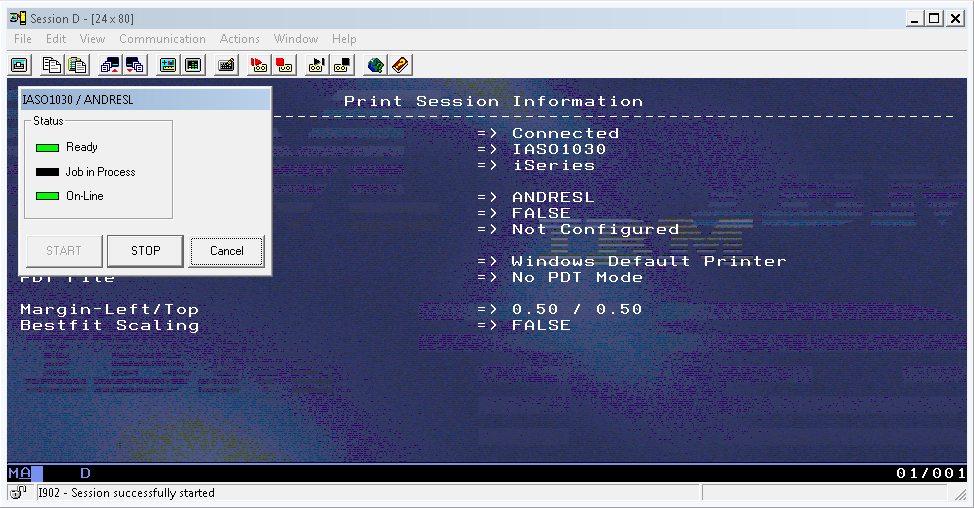 Session D - [24 x 80]
File Edit View Communication Actions Window Help
IASO1030 / ANDRESL
Status
Ready
Job in Process
On-Line
START STOP Cancel
Print Session Information
=> Connected
=> IASO1030
=> iSeries
=> ANDRESL
=> FALSE
=> Not Configured
=> Windows Default Printer
PDT File => No PDT Mode
Margin-Left/Top => 0.50 / 0.50
Bestfit Scaling => FALSE
IBM
MA D 01/001
I902 - Session successfully started